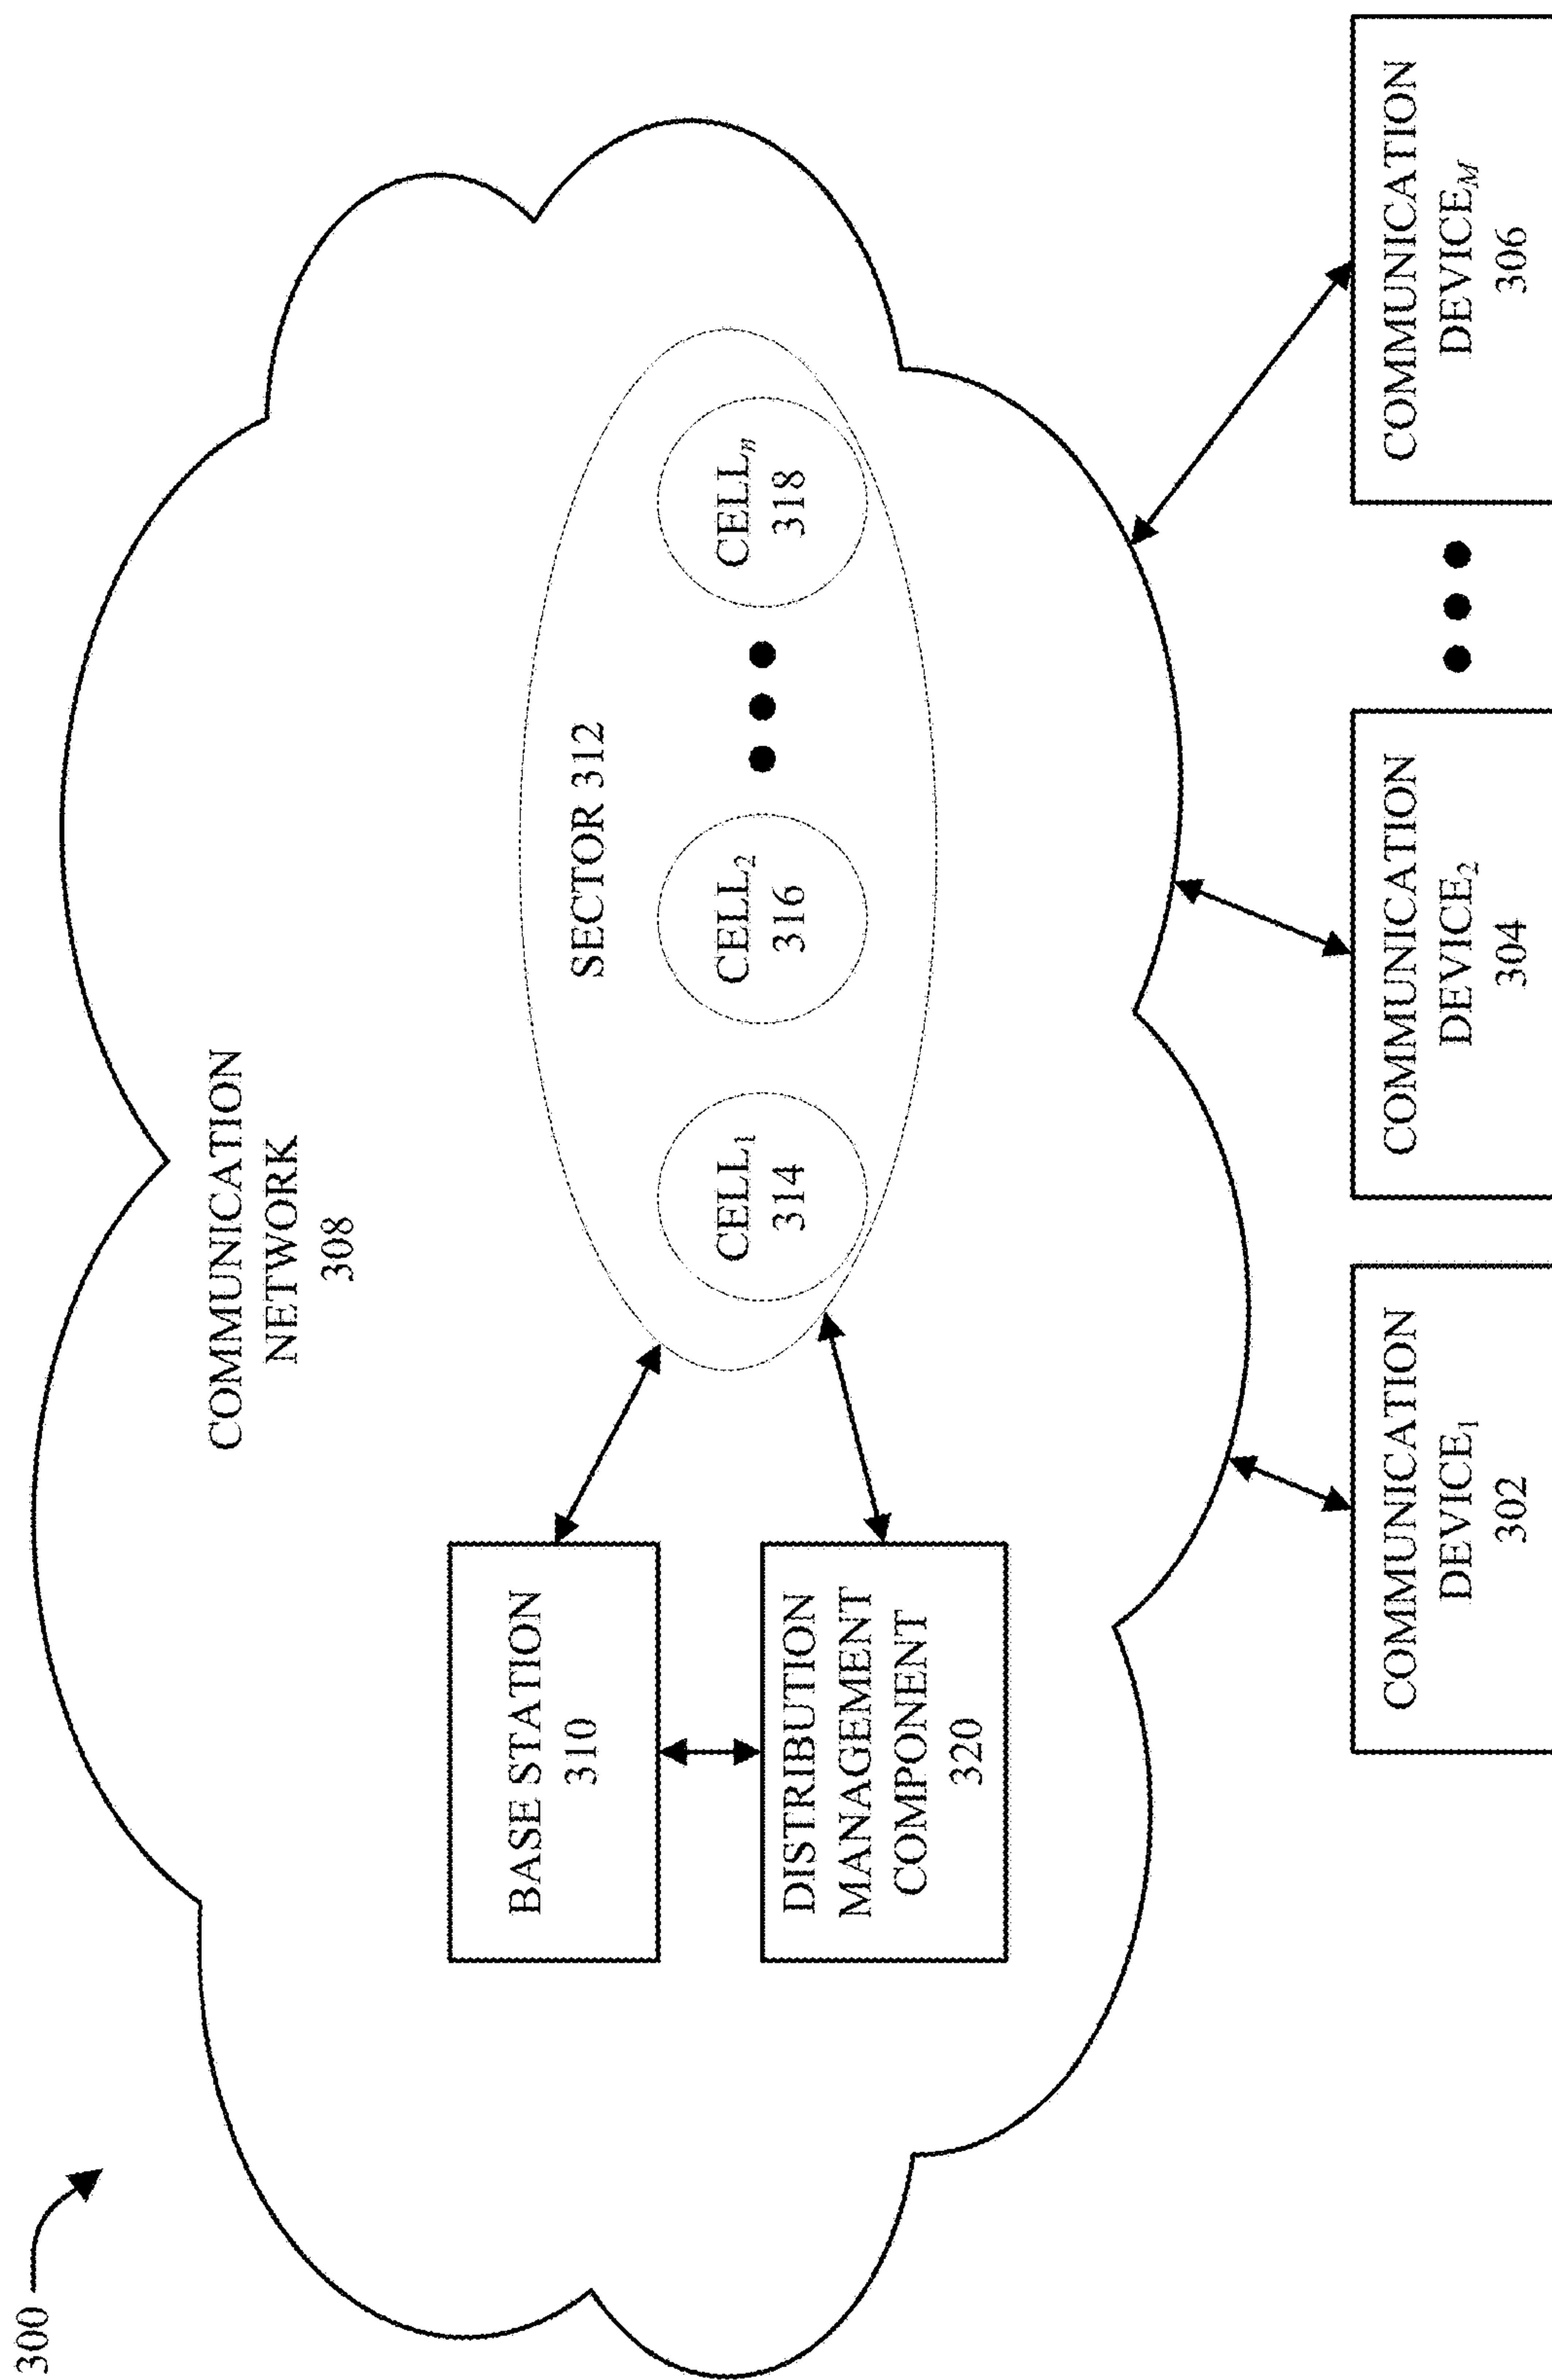 300
COMMUNICATION
NETWORK
308
BASE STATION
310
SECTOR 312
CELL₁
314
CELL₂
316
CELLₙ
318
DISTRIBUTION
MANAGEMENT
COMPONENT
320
COMMUNICATION
DEVICE₁
302
COMMUNICATION
DEVICE₂
304
COMMUNICATION
DEVICE_M
306